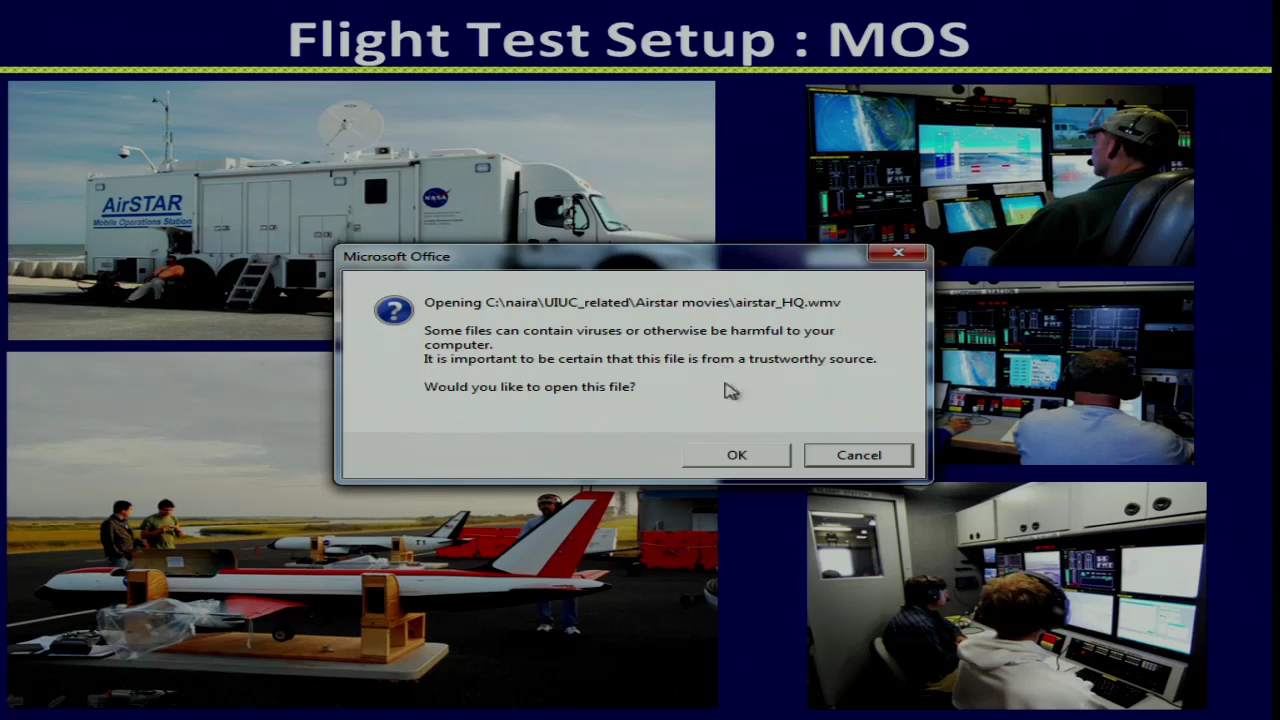 Flight Test Setup : MOS
AirSTAR
Mobile Operations Station
NASA
Microsoft Office
Opening C:\naira\UIUC_related\Airstar movies\airstar_HQ.wmv
Some files can contain viruses or otherwise be harmful to your
computer.
It is important to be certain that this file is from a trustworthy source.
Would you like to open this file?
OK
Cancel
T1